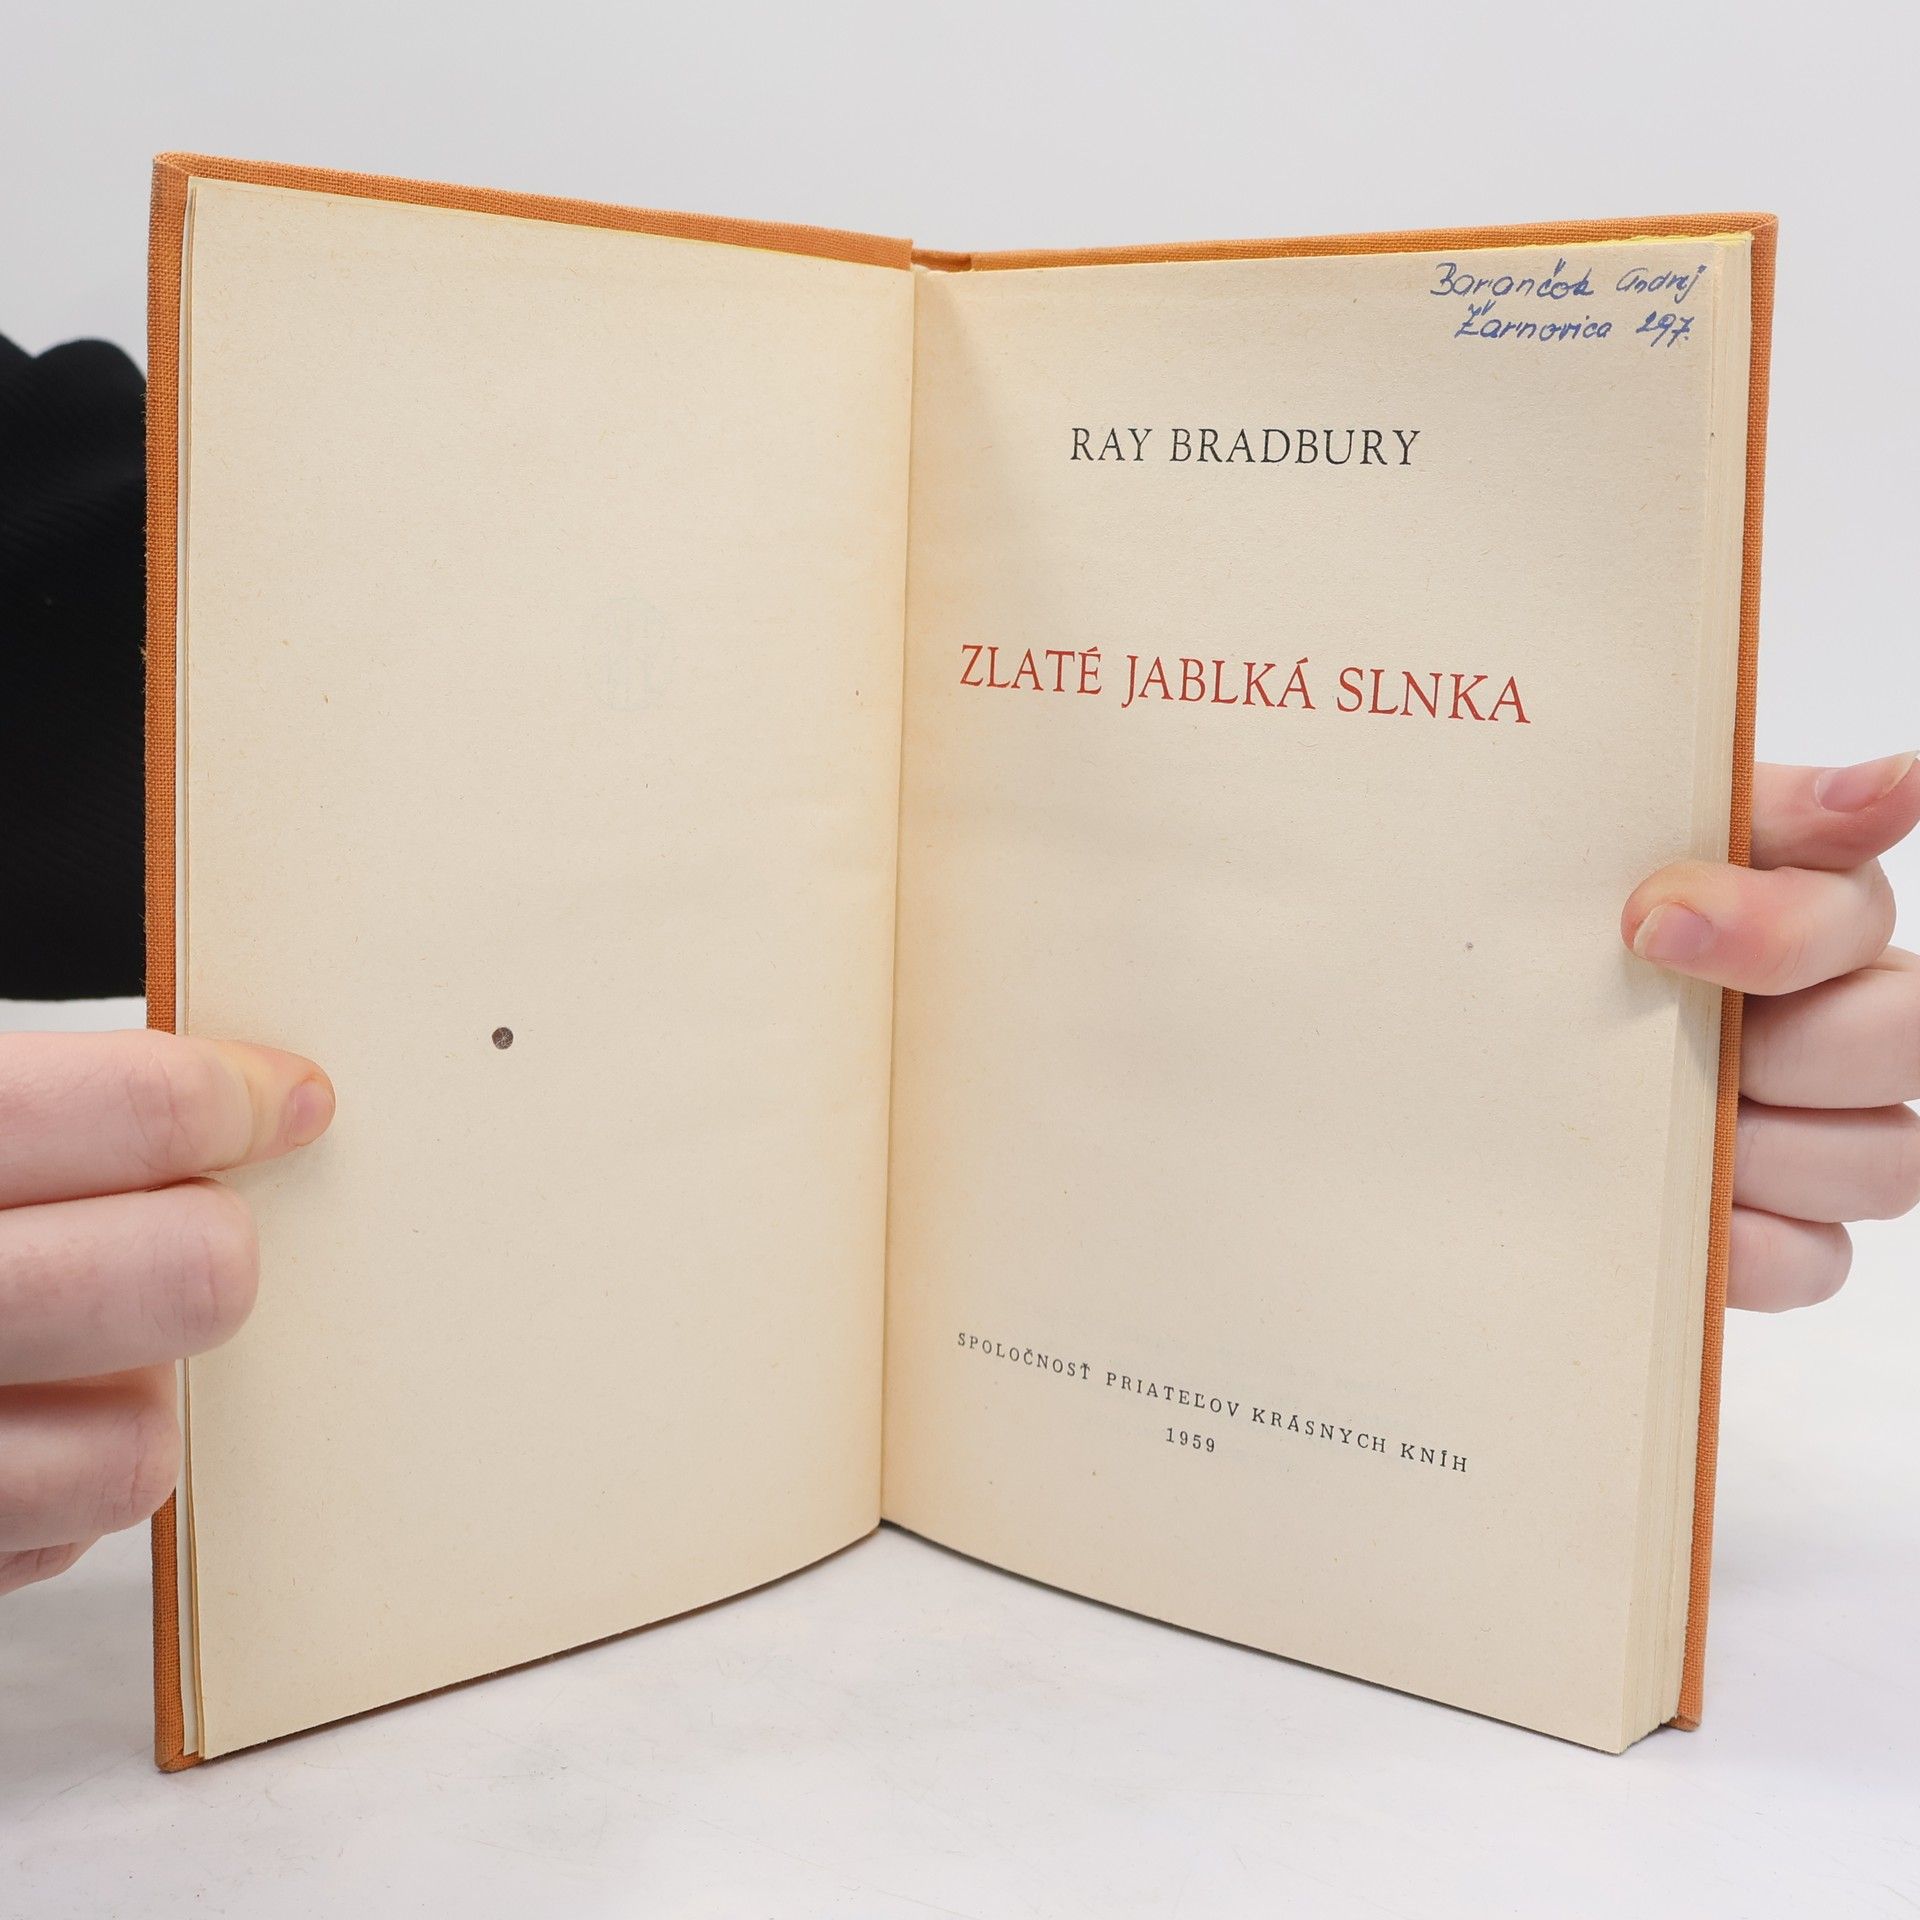 Barančok Andrej
Žarnovica 297.
RAY BRADBURY
ZLATÉ JABLKÁ SLNKA
SPOLOČNOSŤ PRIATEĽOV KRÁSNYCH KNÍH
1959